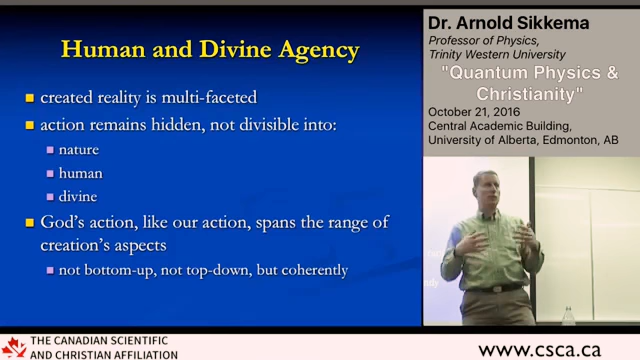 Human and Divine Agency
created reality is multi-faceted
action remains hidden, not divisible into:
nature
human
divine
God's action, like our action, spans the range of
creation's aspects
not bottom-up, not top-down, but coherently
Dr. Arnold Sikkema
Professor of Physics,
Trinity Western University
"Quantum Physics &
Christianity"
October 21, 2016
Central Academic Building,
University of Alberta, Edmonton, AB
THE CANADIAN SCIENTIFIC
AND CHRISTIAN AFFILIATION
www.csca.ca